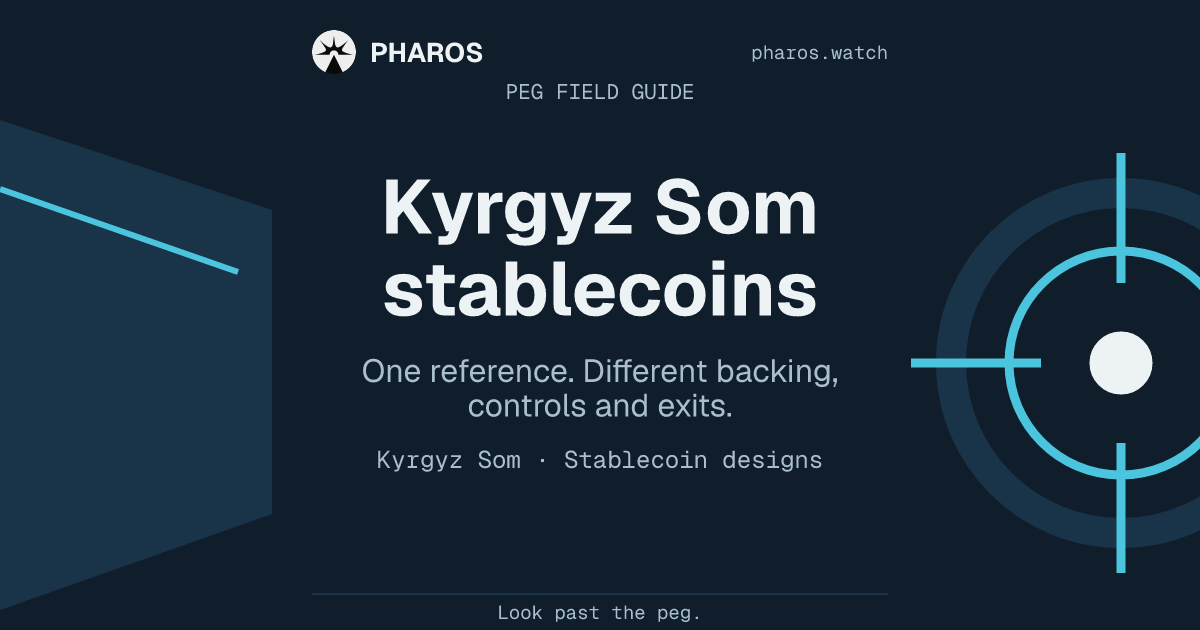 PHAROS
pharos.watch
PEG FIELD GUIDE
Kyrgyz Som
stablecoins
One reference. Different backing,
controls and exits.
Kyrgyz Som · Stablecoin designs
Look past the peg.